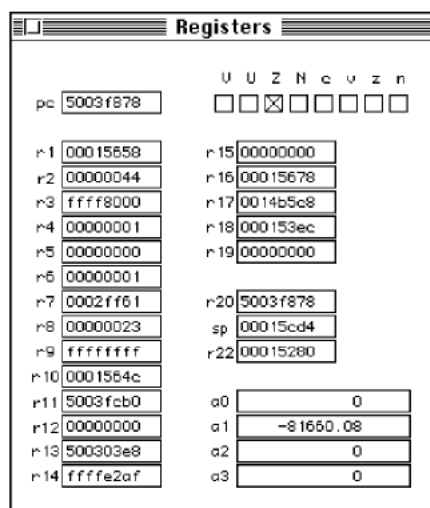 Registers
V U Z N c v z n
pc 5003f878
r1 00015658 r15 00000000
r2 00000044 r16 00015678
r3 ffff8000 r17 0014b5c8
r4 00000001 r18 000153ec
r5 00000000 r19 00000000
r6 00000001
r7 0002ff61 r20 5003f878
r8 00000023 sp 00015cd4
r9 ffffffff r22 00015280
r10 0001564c
r11 5003fcb0 a0 0
r12 00000000 a1 -81660.08
r13 500303e8 a2 0
r14 ffffe2af a3 0